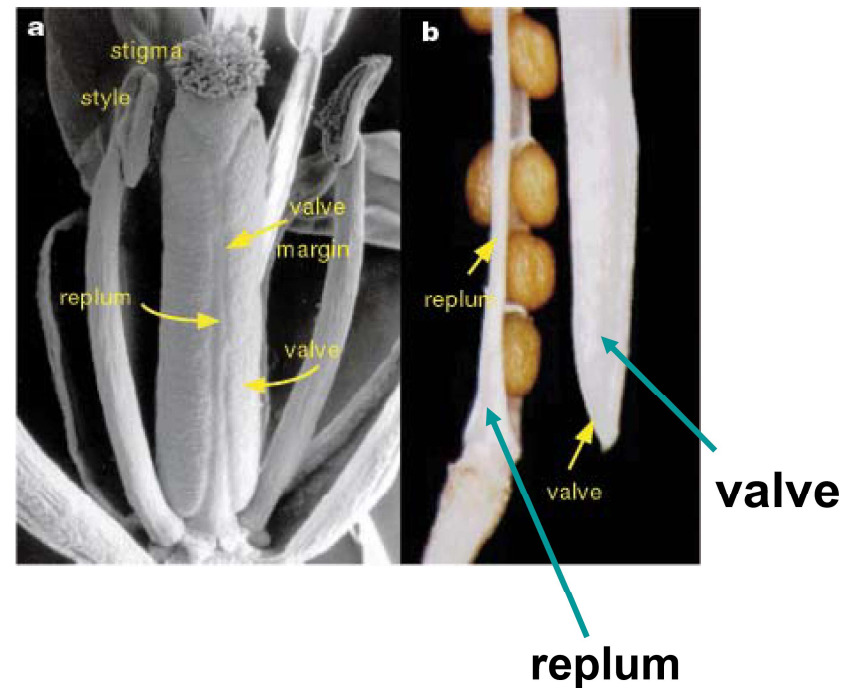 a
stigma
style
valve
margin
replum
valve
b
replum
valve
valve
replum